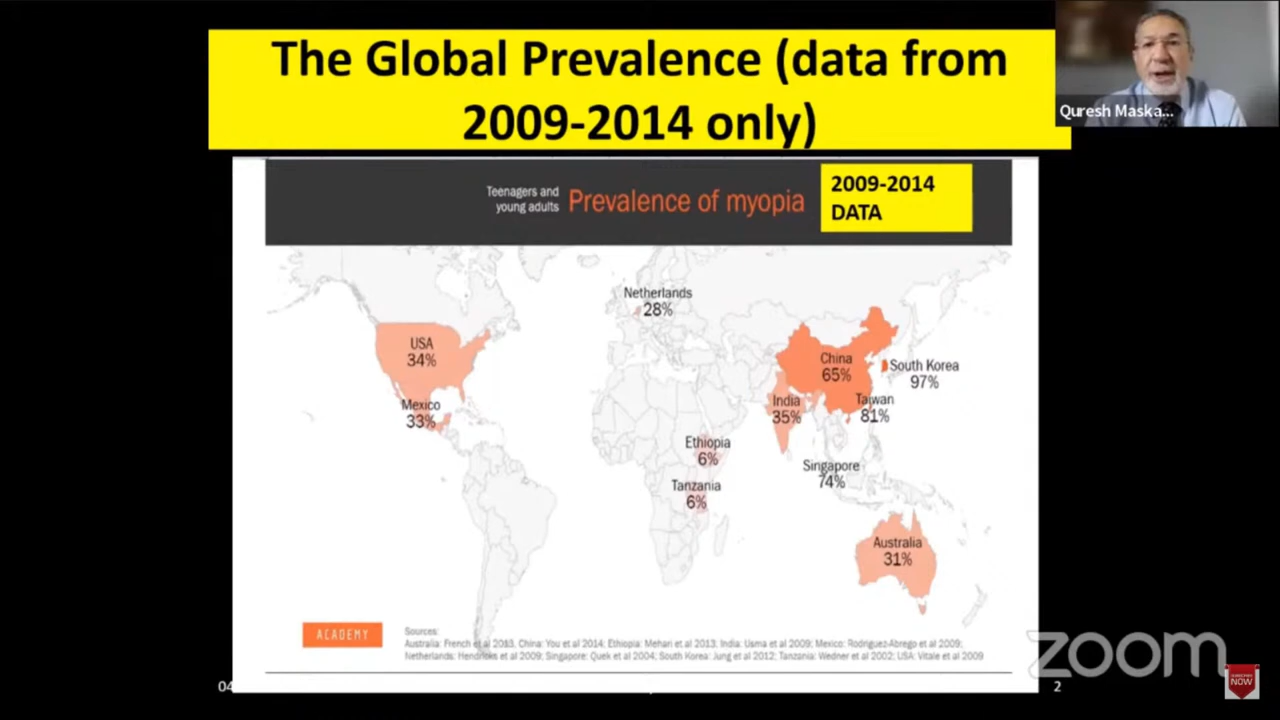 The Global Prevalence (data from
2009-2014 only)
Quresh Maska...
Teenagers and
young adults
Prevalence of myopia
2009-2014
DATA
Netherlands
28%
USA
34%
China
65%
South Korea
97%
Mexico
33%
India
35%
Taiwan
81%
Ethiopia
6%
Singapore
74%
Tanzania
6%
Australia
31%
ACADEMY
Sources:
Australia: French et al 2013, China: You et al 2014; Ethiopia: Mehari et al 2013; India: Usma et al 2009; Mexico: Rodriguez-Abrego et al 2009;
Netherlands: Hendricks et al 2009; Singapore: Quek et al 2004; South Korea: Jung et al 2012; Tanzania: Wedner et al 2002; USA: Vitale et al 2009
zoom
04
2
NOW